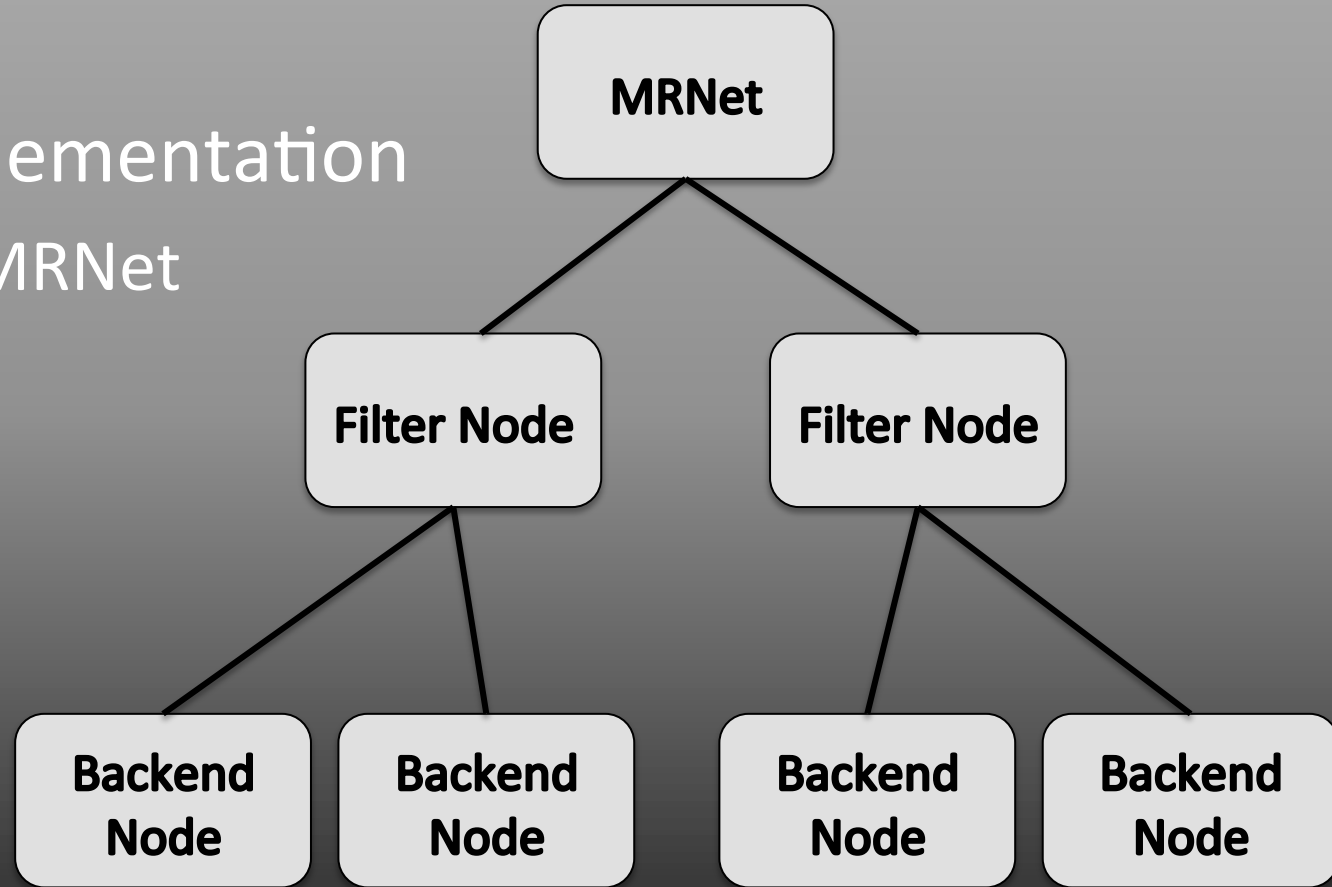 MRNet
ementation
MRNet
Filter Node
Filter Node
Backend
Node
Backend
Node
Backend
Node
Backend
Node